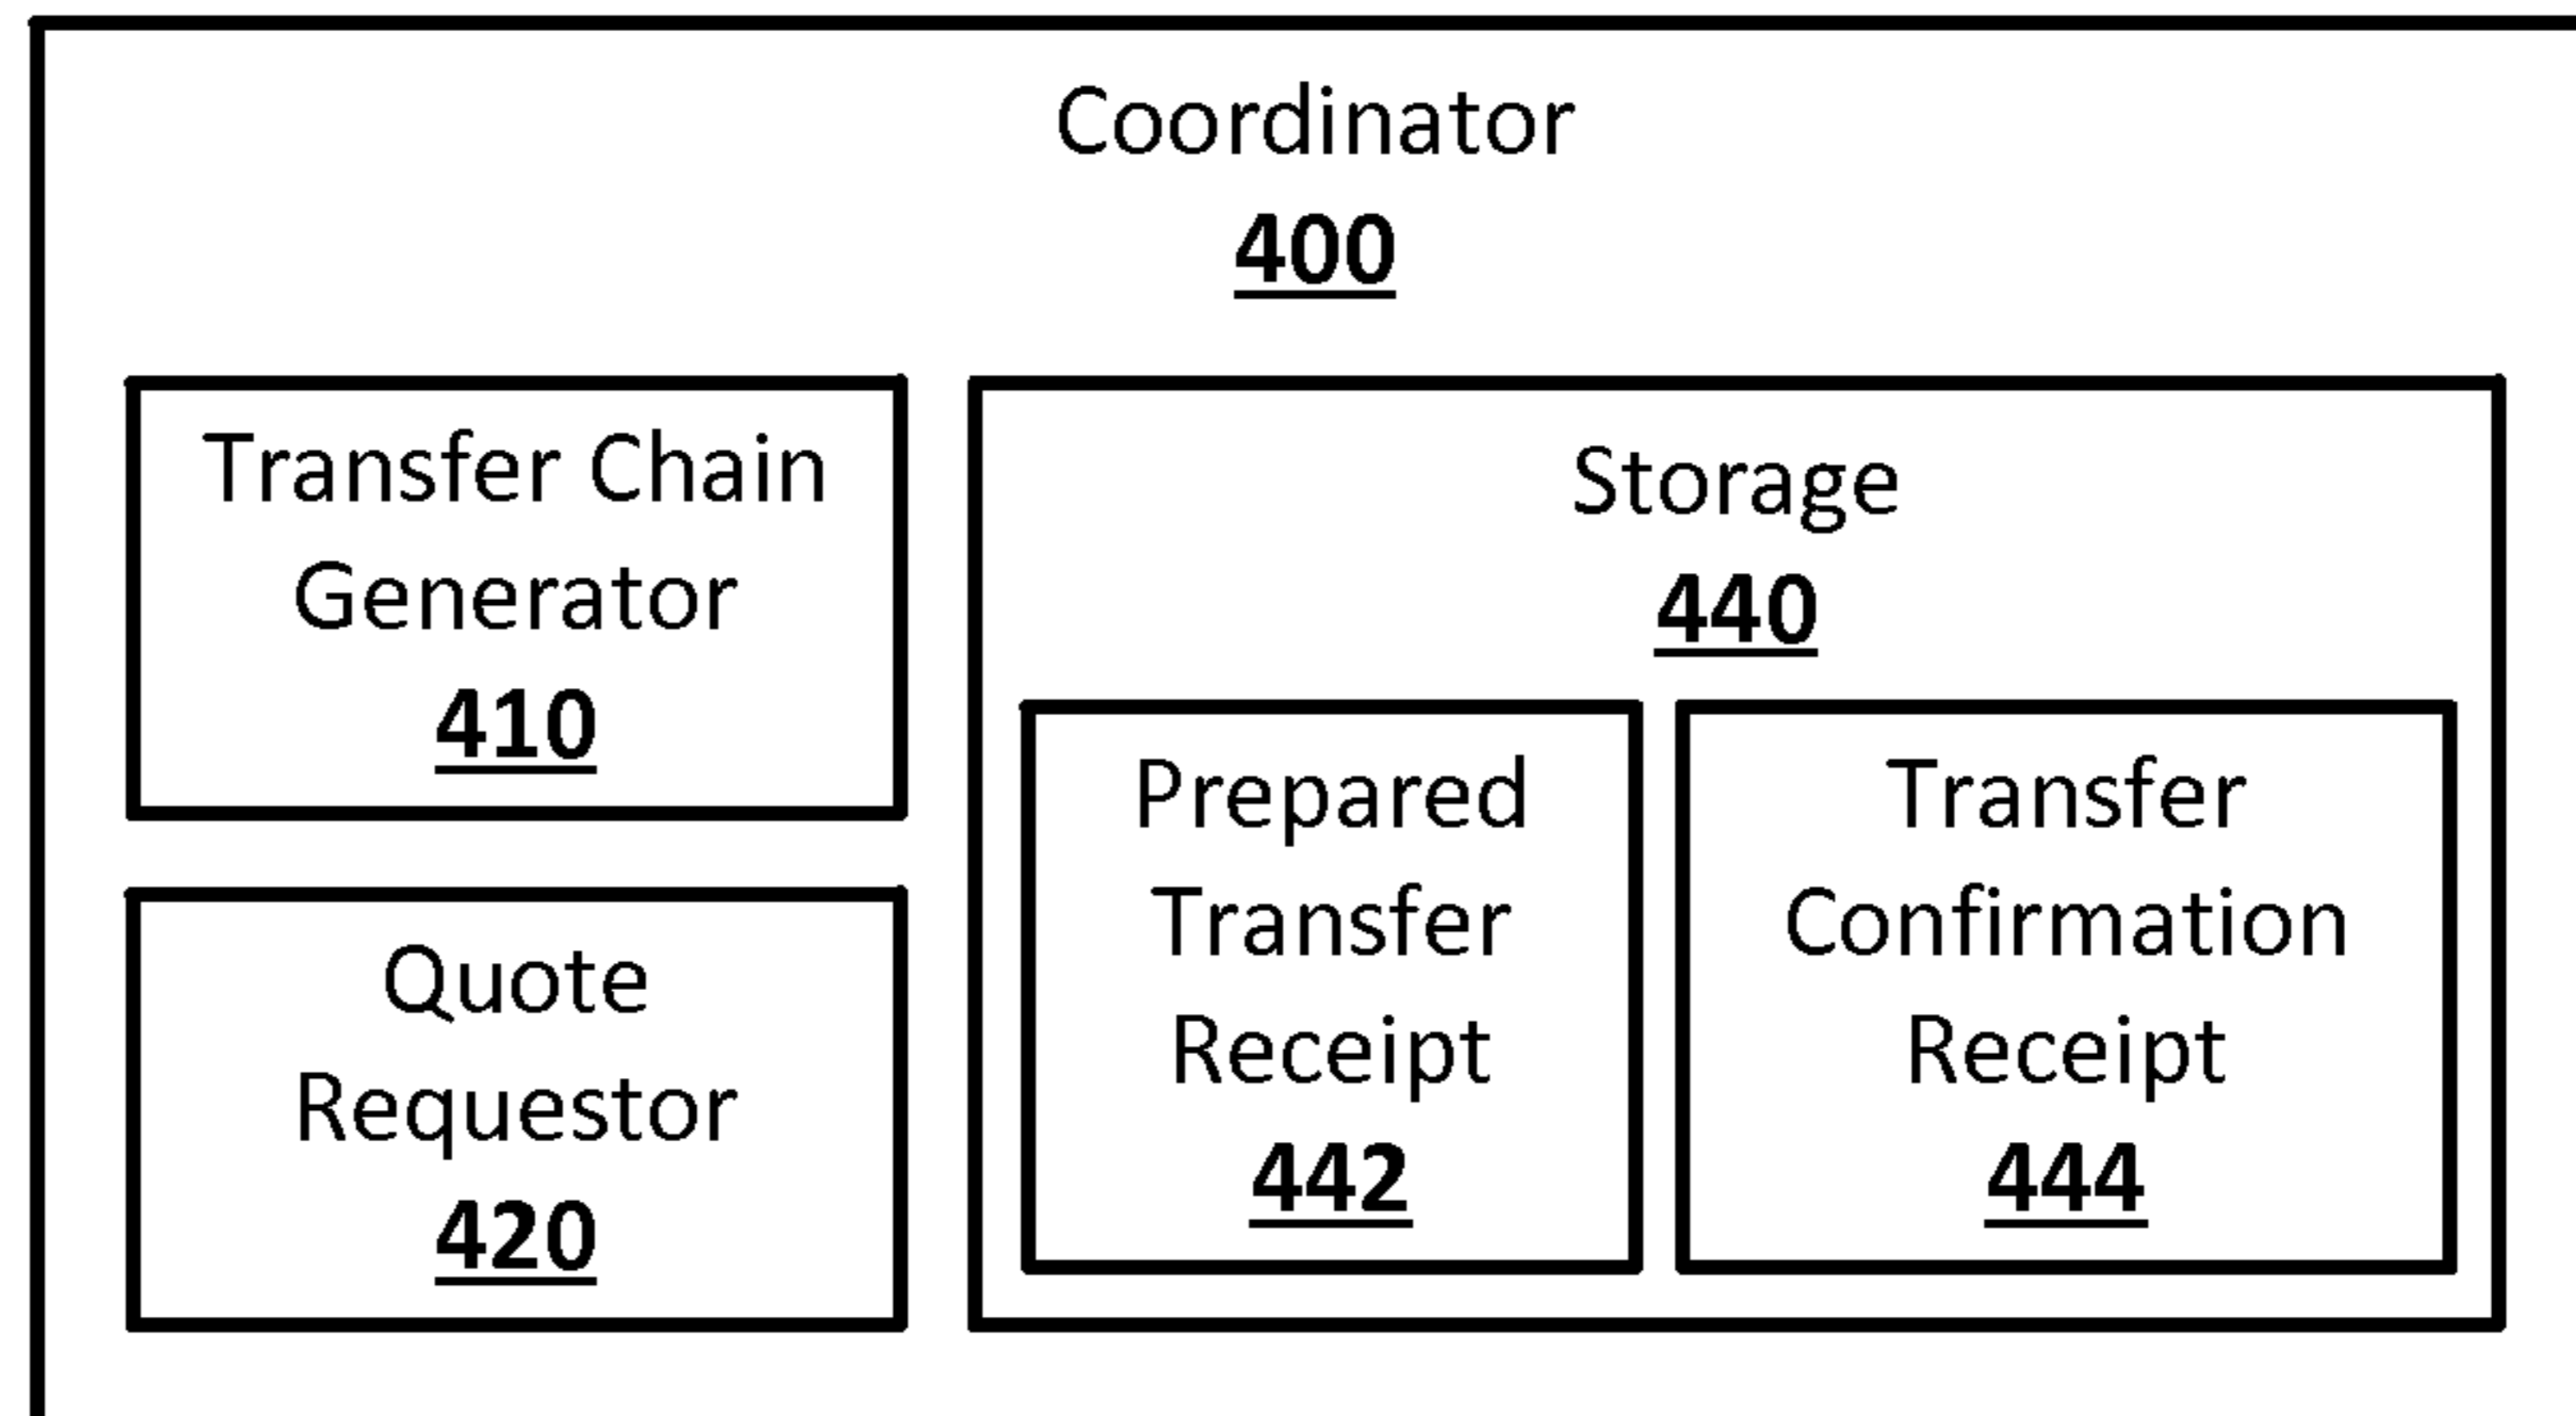 Coordinator
400
Transfer Chain
Generator
410
Quote
Requestor
420
Storage
440
Prepared
Transfer
Receipt
442
Transfer
Confirmation
Receipt
444